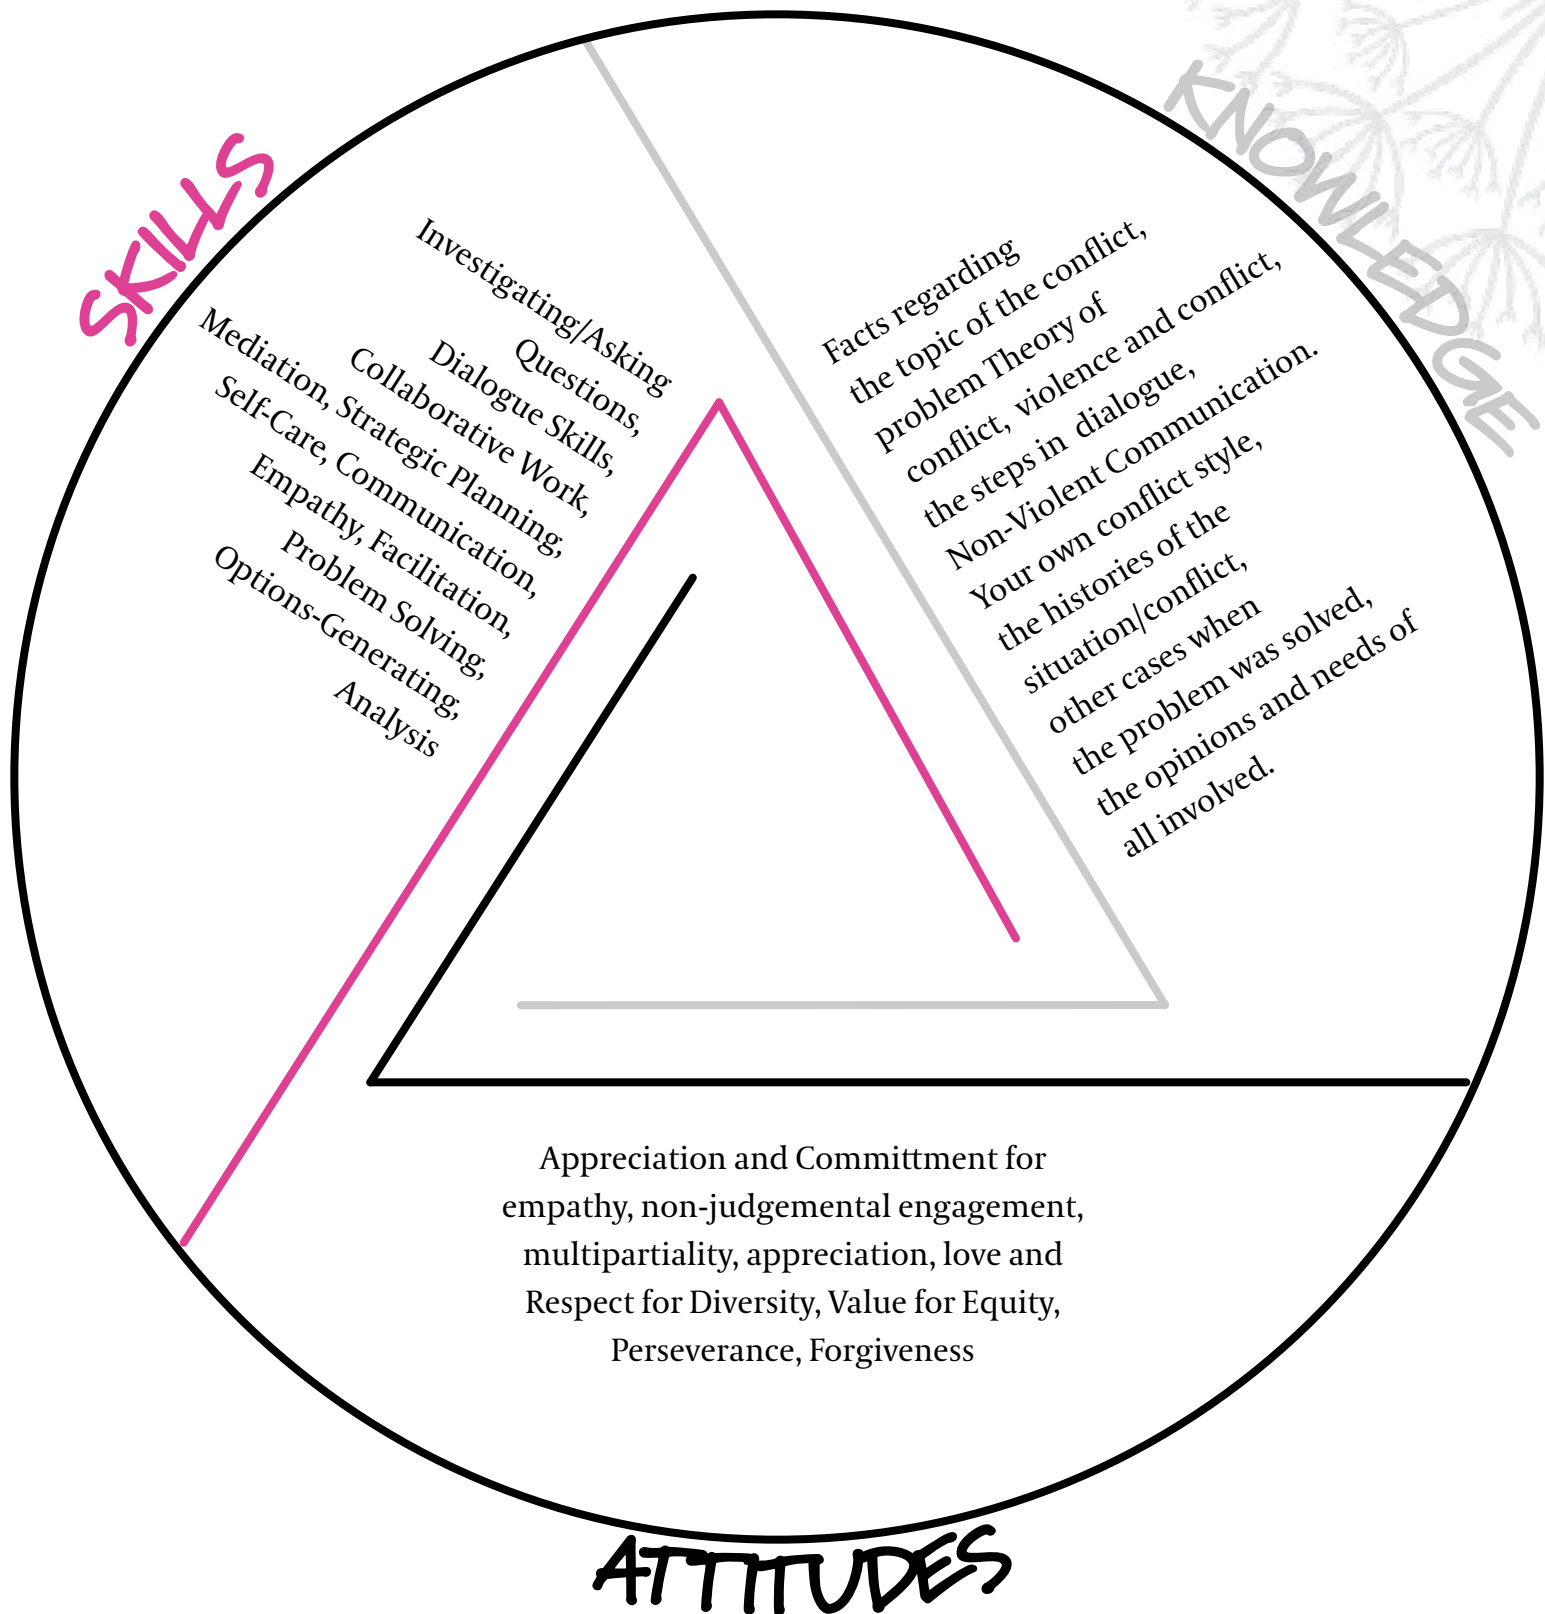 SKILLS
Investigating/Asking
Questions,
Dialogue Skills,
Collaborative Work,
Mediation, Strategic Planning,
Self-Care, Communication,
Empathy, Facilitation,
Problem Solving,
Options-Generating,
Analysis
KNOWLEDGE
Facts regarding
the topic of the conflict,
problem Theory of
conflict, violence and conflict,
the steps in dialogue,
Non-Violent Communication.
Your own conflict style,
the histories of the
situation/conflict,
other cases when
the problem was solved,
the opinions and needs of
all involved.
Appreciation and Committment for
empathy, non-judgemental engagement,
multipartiality, appreciation, love and
Respect for Diversity, Value for Equity,
Perseverance, Forgiveness
ATTITUDES